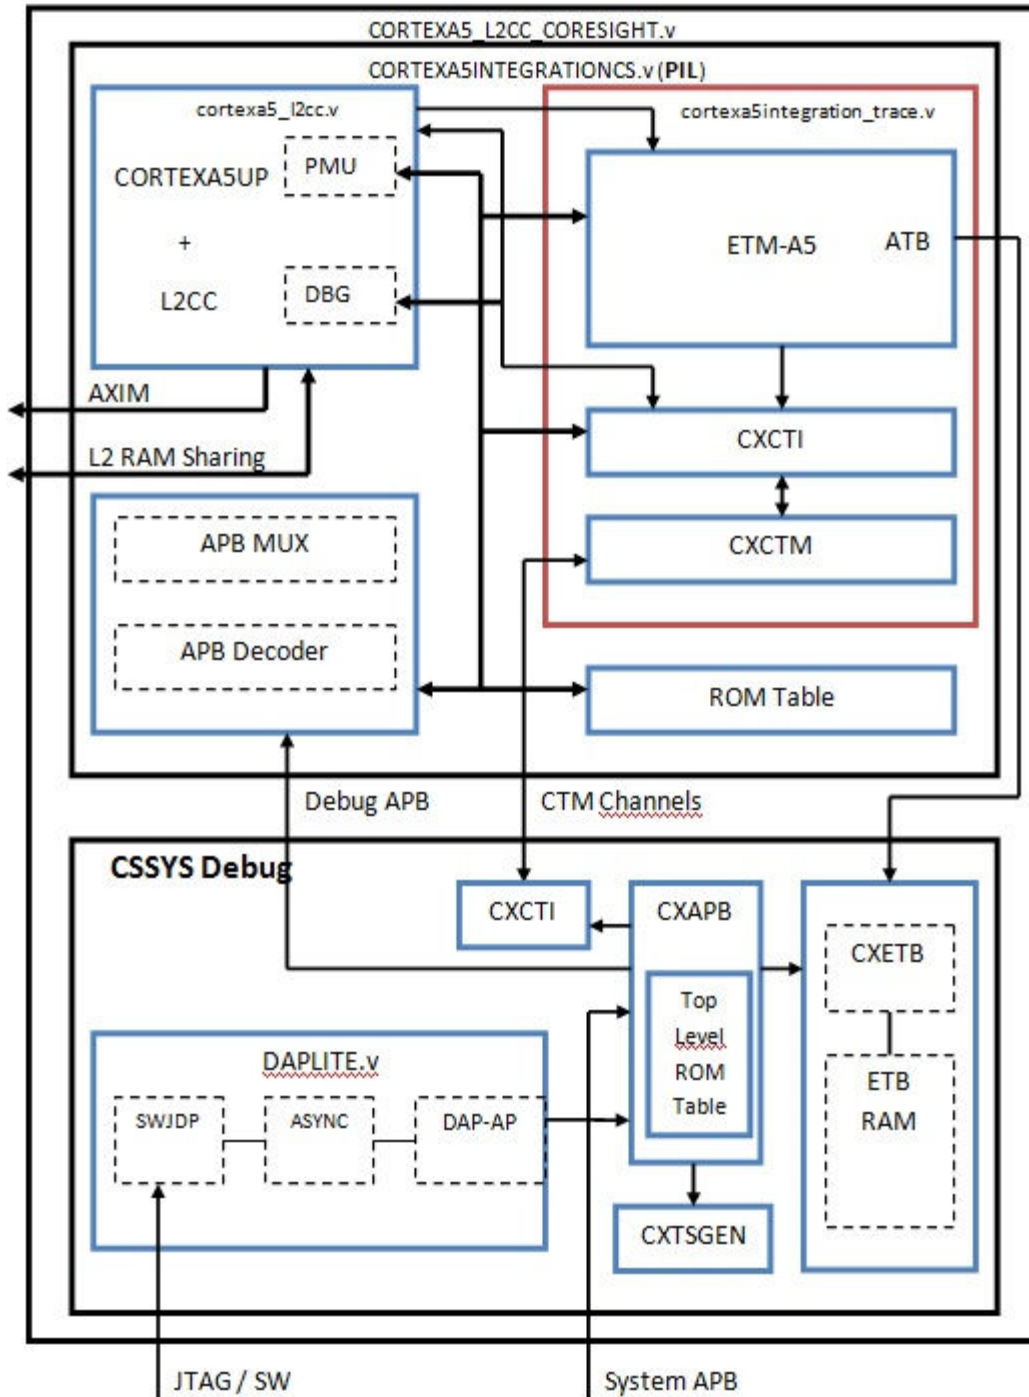 CORTEXA5_L2CC_CORESIGHT.v
CORTEXA5INTEGRATIONCS.v (PIL)
cortexa5_l2cc.v
PMU
CORTEXA5UP
+
DBG
L2CC
cortexa5integration_trace.v
ETM-A5
ATB
AXIM
L2 RAM Sharing
CXCTI
CXCTM
APB MUX
APB Decoder
ROM Table
Debug APB
CTM Channels
CSSYS Debug
CXCTI
CXAPB
Top
Level
ROM
Table
CXETB
ETB
RAM
DAPLITE.v
SWJDP
ASYNC
DAP-AP
CXTSGEN
JTAG / SW
System APB